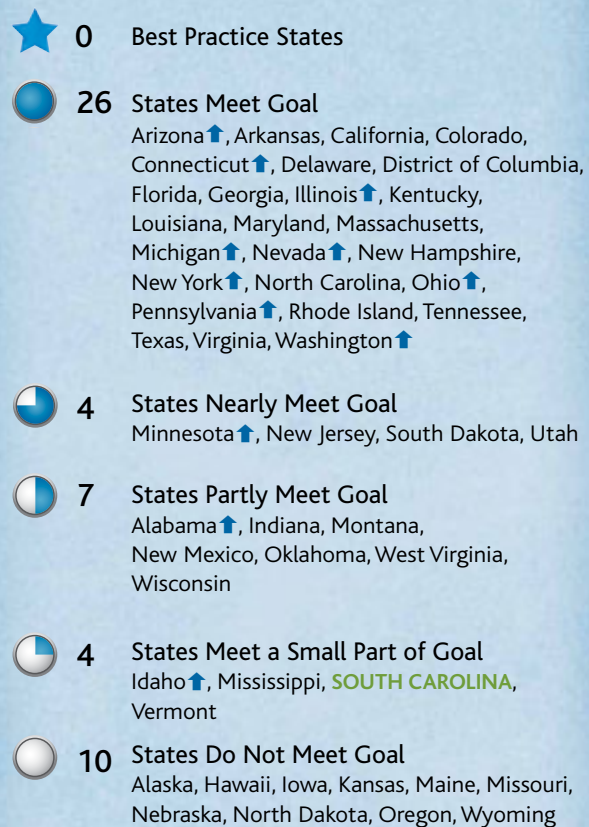 0 Best Practice States
26 States Meet Goal
Arizona⬆, Arkansas, California, Colorado,
Connecticut⬆, Delaware, District of Columbia,
Florida, Georgia, Illinois⬆, Kentucky,
Louisiana, Maryland, Massachusetts,
Michigan⬆, Nevada⬆, New Hampshire,
New York⬆, North Carolina, Ohio⬆,
Pennsylvania⬆, Rhode Island, Tennessee,
Texas, Virginia, Washington⬆
4 States Nearly Meet Goal
Minnesota⬆, New Jersey, South Dakota, Utah
7 States Partly Meet Goal
Alabama⬆, Indiana, Montana,
New Mexico, Oklahoma, West Virginia,
Wisconsin
4 States Meet a Small Part of Goal
Idaho⬆, Mississippi, SOUTH CAROLINA,
Vermont
10 States Do Not Meet Goal
Alaska, Hawaii, Iowa, Kansas, Maine, Missouri,
Nebraska, North Dakota, Oregon, Wyoming